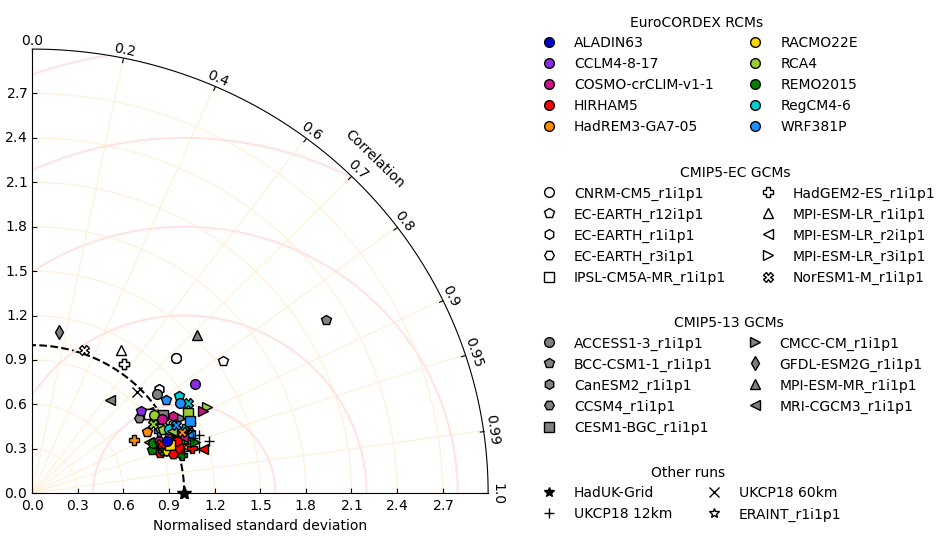 0.0
0.2
0.4
0.6
Correlation
0.7
0.8
0.9
0.95
0.99
1.0
2.7
2.4
2.1
1.8
1.5
1.2
0.9
0.6
0.3
0.0
0.0 0.3 0.6 0.9 1.2 1.5 1.8 2.1 2.4 2.7
Normalised standard deviation
EuroCORDEX RCMs
ALADIN63 RACMO22E
CCLM4-8-17 RCA4
COSMO-crCLIM-v1-1 REMO2015
HIRHAM5 RegCM4-6
HadREM3-GA7-05 WRF381P
CMIP5-EC GCMs
CNRM-CM5_r1i1p1 HadGEM2-ES_r1i1p1
EC-EARTH_r12i1p1 MPI-ESM-LR_r1i1p1
EC-EARTH_r1i1p1 MPI-ESM-LR_r2i1p1
EC-EARTH_r3i1p1 MPI-ESM-LR_r3i1p1
IPSL-CM5A-MR_r1i1p1 NorESM1-M_r1i1p1
CMIP5-13 GCMs
ACCESS1-3_r1i1p1 CMCC-CM_r1i1p1
BCC-CSM1-1_r1i1p1 GFDL-ESM2G_r1i1p1
CanESM2_r1i1p1 MPI-ESM-MR_r1i1p1
CCSM4_r1i1p1 MRI-CGCM3_r1i1p1
CESM1-BGC_r1i1p1
Other runs
HadUK-Grid UKCP18 60km
UKCP18 12km ERAINT_r1i1p1